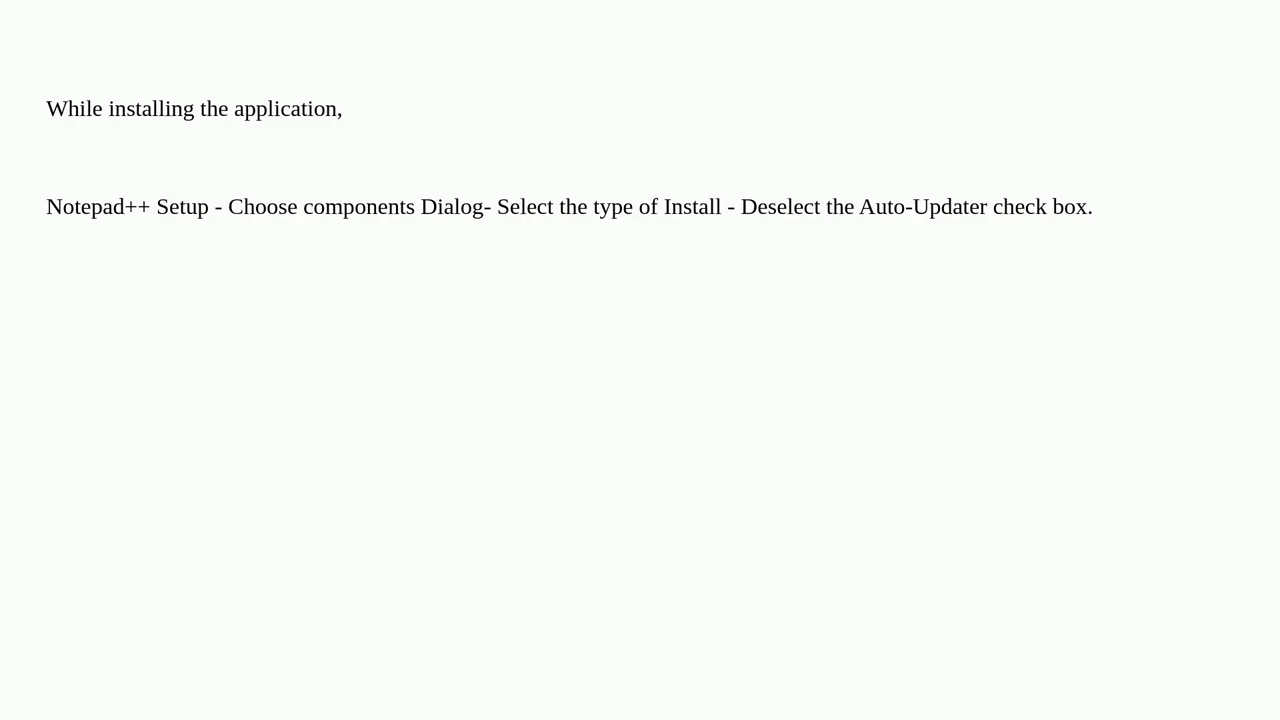 While installing the application,
Notepad++ Setup - Choose components Dialog- Select the type of Install - Deselect the Auto-Updater check box.